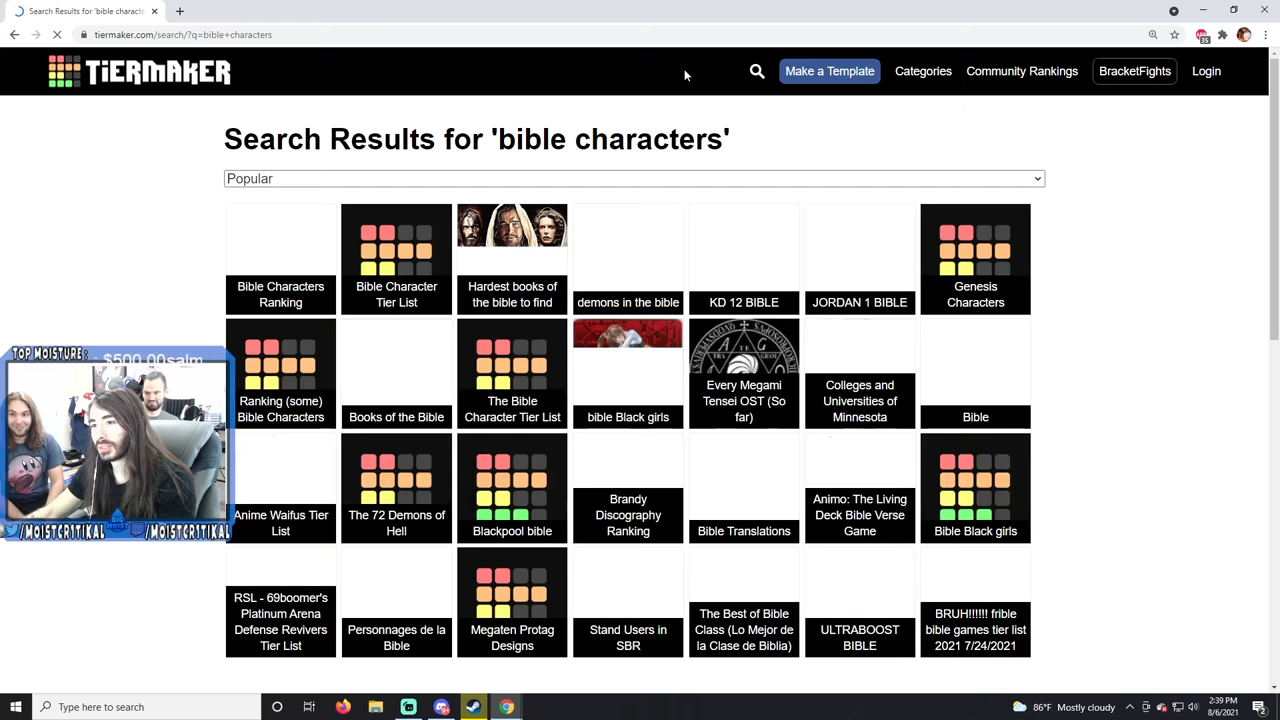 Search Results for 'bible characte
tiermaker.com/search/?q=bible+characters
35
TiERMAKER
Make a Template
Categories
Community Rankings
BracketFights
Login
Search Results for 'bible characters'
Popular
Bible Characters
Ranking
Bible Character
Tier List
Hardest books of
the bible to find
demons in the bible
KD 12 BIBLE
JORDAN 1 BIBLE
Genesis
Characters
Ranking (some)
Bible Characters
Books of the Bible
The Bible
Character Tier List
bible Black girls
Every Megami
Tensei OST (So
far)
Colleges and
Universities of
Minnesota
Bible
Anime Waifus Tier
List
The 72 Demons of
Hell
Blackpool bible
Brandy
Discography
Ranking
Bible Translations
Animo: The Living
Deck Bible Verse
Game
Bible Black girls
RSL - 69boomer's
Platinum Arena
Defense Revivers
Tier List
Personnages de la
Bible
Megaten Protag
Designs
Stand Users in
SBR
The Best of Bible
Class (Lo Mejor de
la Clase de Biblia)
ULTRABOOST
BIBLE
BRUH!!!!!! frible
bible games tier list
2021 7/24/2021
TOP MOISTURE: $500.00salm
/MOISTCRITIKAL
BIG MOIST
/MOISTCRITIKAL
Type here to search
86°F Mostly cloudy
2:39 PM
8/6/2021
2